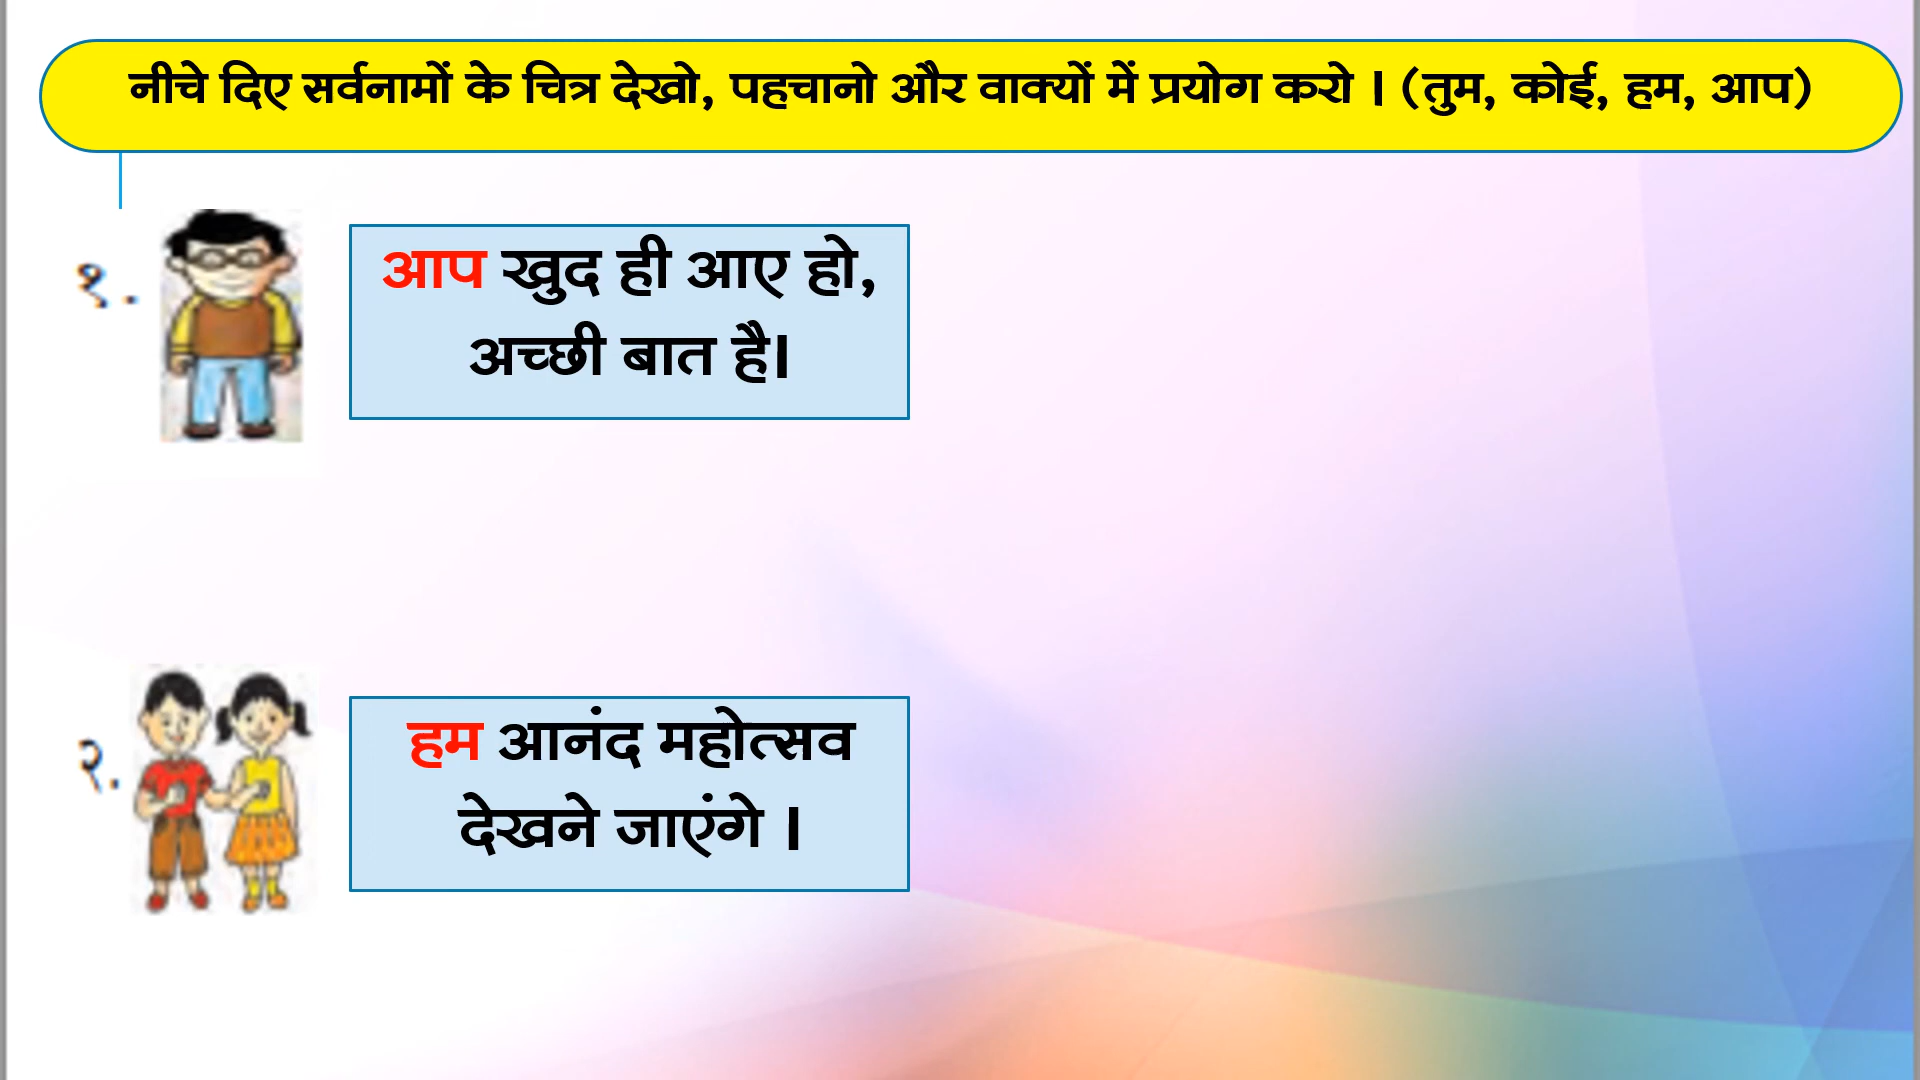 नीचे दिए सर्वनामों के चित्र देखो, पहचानो और वाक्यों में प्रयोग करो । (तुम, कोई, हम, आप)
१.
आप खुद ही आए हो,
अच्छी बात है।
२.
हम आनंद महोत्सव
देखने जाएंगे ।